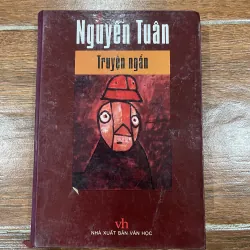 Nguyễn Tuân
Truyện ngắn
vh
NHÀ XUẤT BẢN VĂN HỌC